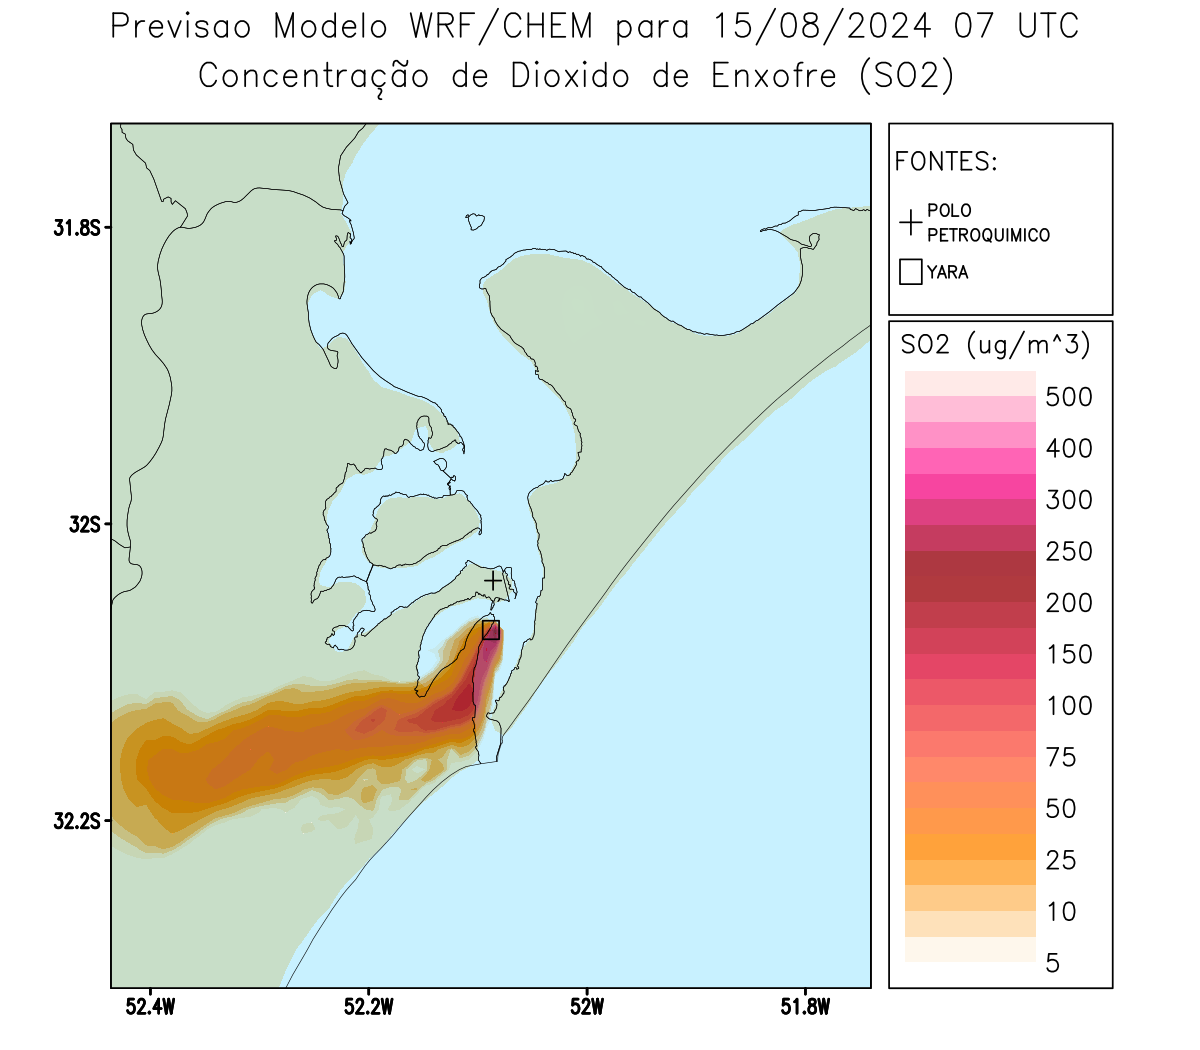 Previsao Modelo WRF/CHEM para 15/08/2024 07 UTC
Concentração de Dioxido de Enxofre (SO2)
FONTES:
POLO
PETROQUIMICO
YARA
SO2 (ug/m^3)
500
400
300
250
200
150
100
75
50
25
10
5
31.8S
32S
32.2S
52.4W
52.2W
52W
51.8W